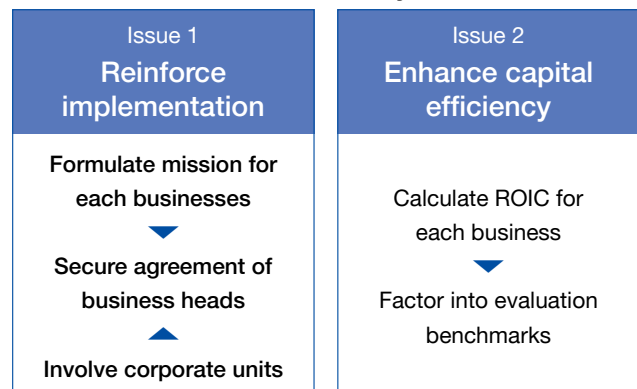 Issue 1
Reinforce
implementation
Formulate mission for
each businesses
Secure agreement of
business heads
Involve corporate units
Issue 2
Enhance capital
efficiency
Calculate ROIC for
each business
Factor into evaluation
benchmarks